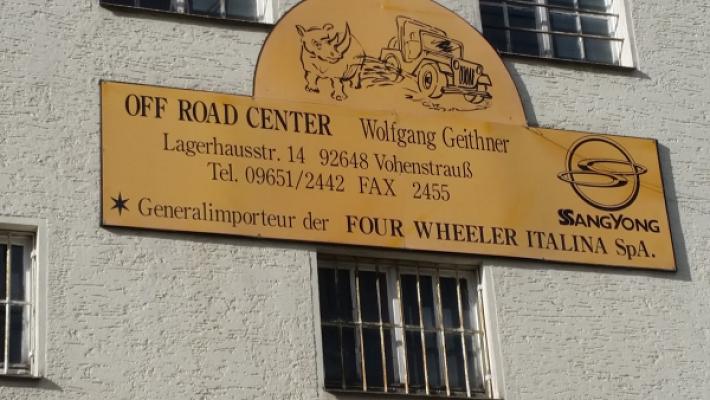 OFF ROAD CENTER Wolfgang Geithner
Lagerhausstr. 14 92648 Vohenstrauß
Tel. 09651/2442 FAX 2455
SSANGYONG
✶ Generalimporteur der FOUR WHEELER ITALINA SpA.